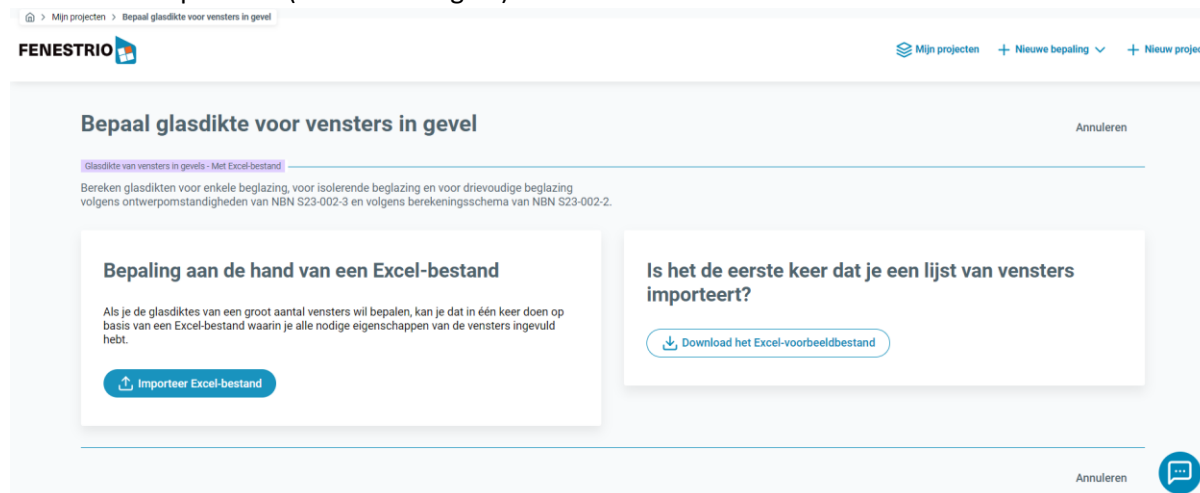 Mijn projecten > Bepaal glasdikte voor vensters in gevel
FENESTRIO
Mijn projecten + Nieuwe bepaling + Nieuw projec
Bepaal glasdikte voor vensters in gevel
Annuleren
Glasdikte van vensters in gevels - Met Excel-bestand
Bereken glasdikten voor enkele beglazing, voor isolerende beglazing en voor drievoudige beglazing
volgens ontwerpomstandigheden van NBN S23-002-3 en volgens berekeningsschema van NBN S23-002-2.
Bepaling aan de hand van een Excel-bestand
Als je de glasdiktes van een groot aantal vensters wil bepalen, kan je dat in één keer doen op
basis van een Excel-bestand waarin je alle nodige eigenschappen van de vensters ingevuld
hebt.
Importeer Excel-bestand
Is het de eerste keer dat je een lijst van vensters
importeert?
Download het Excel-voorbeeldbestand
Annuleren